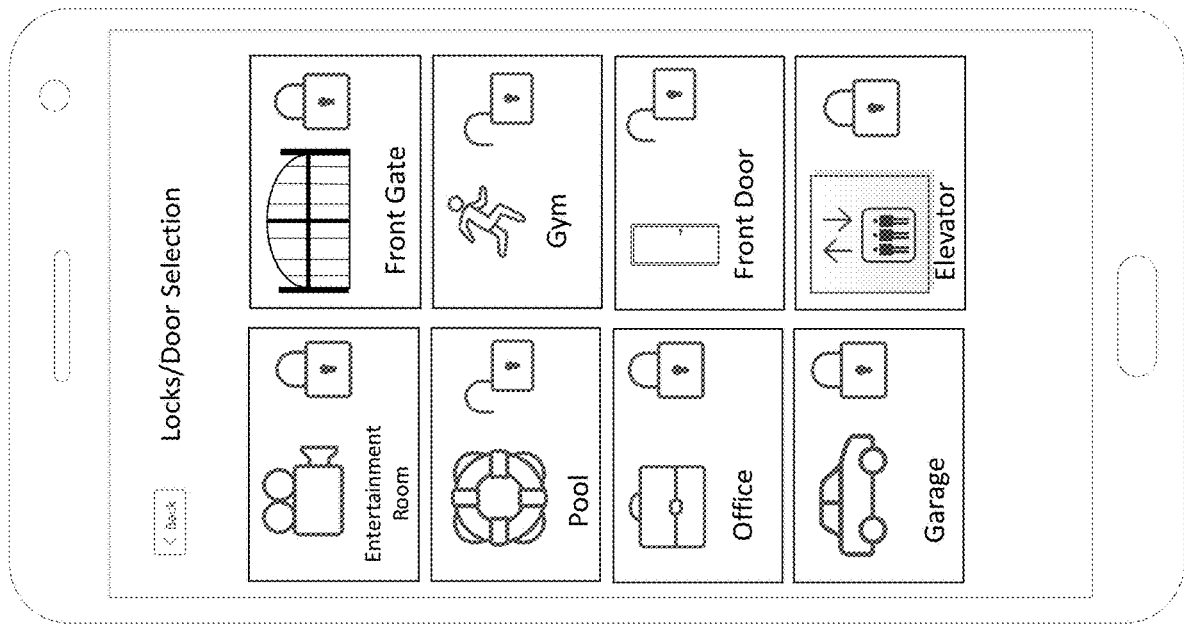 < Back
Locks/Door Selection
Entertainment
Room
Front Gate
Pool
Gym
Office
Front Door
Garage
Elevator